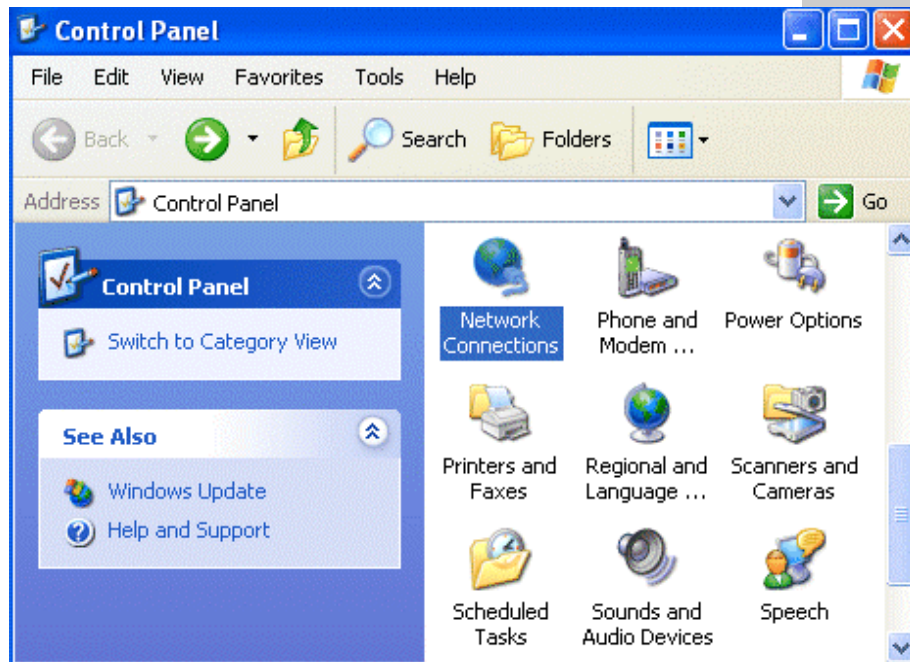 Control Panel
File Edit View Favorites Tools Help
Back Search Folders
Address Control Panel Go
Control Panel
Switch to Category View
See Also
Windows Update
Help and Support
Network
Connections
Phone and
Modem ...
Power Options
Printers and
Faxes
Regional and
Language ...
Scanners and
Cameras
Scheduled
Tasks
Sounds and
Audio Devices
Speech